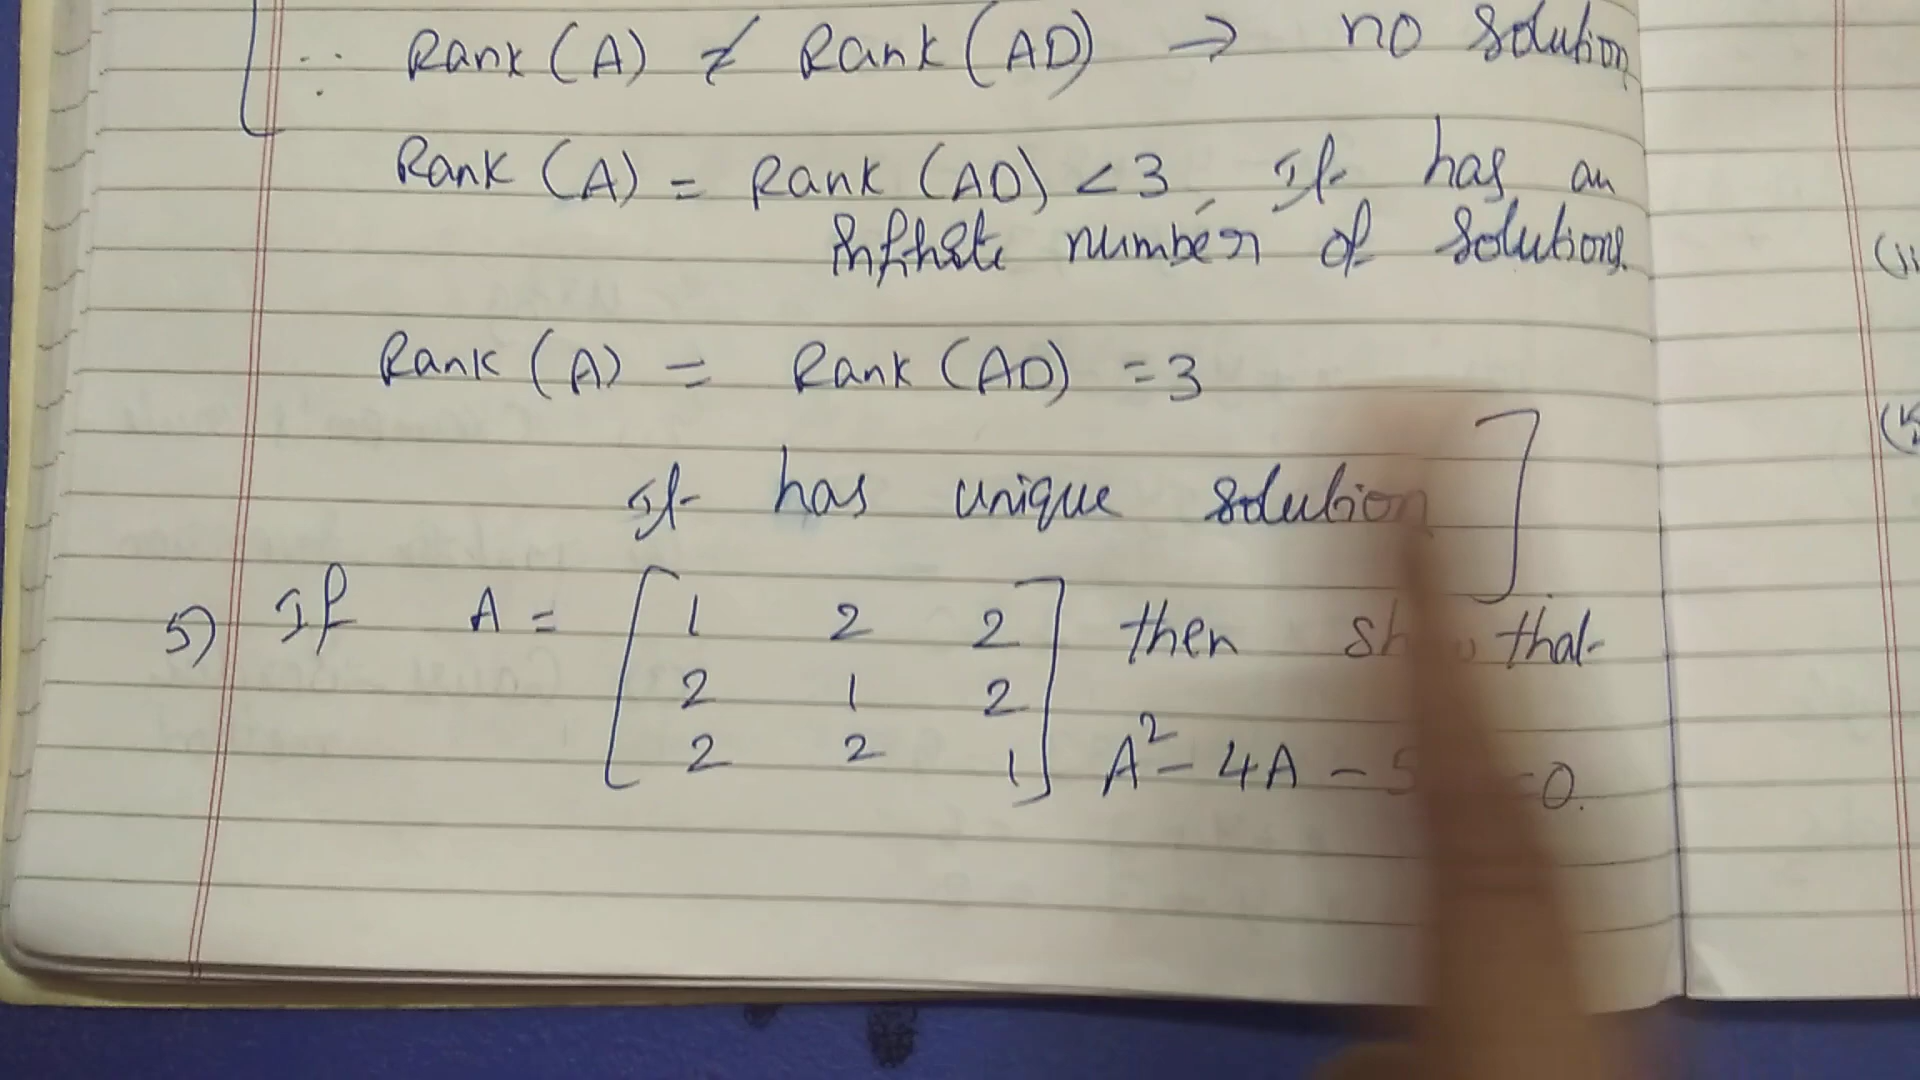 ∴ Rank (A) ≠ Rank (AD) → no solution
Rank (A) = Rank (AD) < 3, It has an
infinite number of solutions.
Rank (A) = Rank (AD) = 3
It has unique solution]
5) If A = [1 2 2 then that
2 1 2
2 2 1] A² - 4A - 5 = 0.